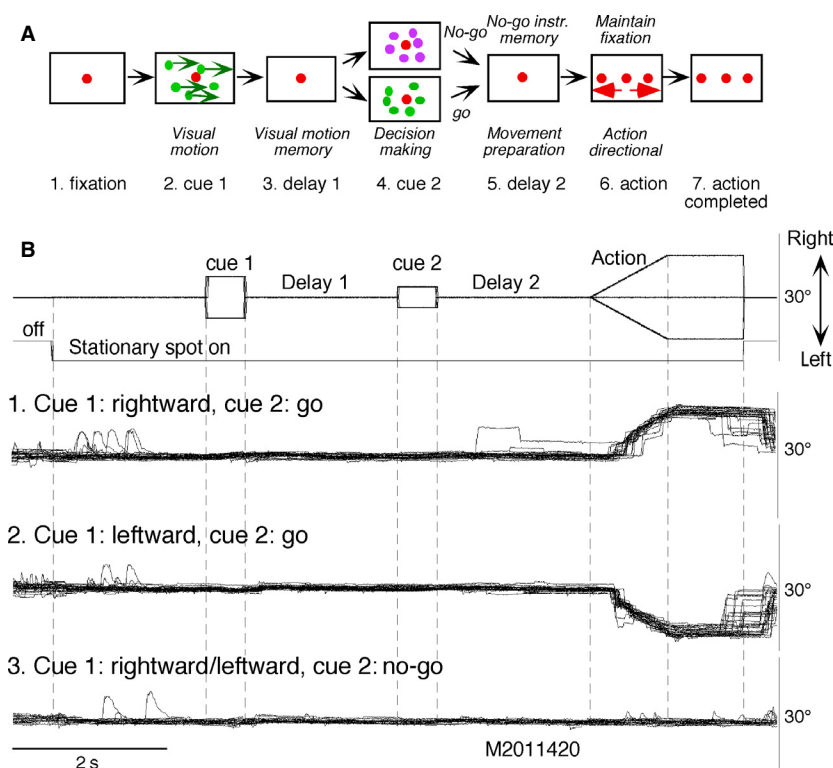 A
No-go
No-go instr.
memory
Maintain
fixation
go
Visual
motion
Visual motion
memory
Decision
making
Movement
preparation
Action
directional
1. fixation
2. cue 1
3. delay 1
4. cue 2
5. delay 2
6. action
7. action
completed
B
Right
cue 1
cue 2
Action
Delay 1
Delay 2
30°
off
Stationary spot on
Left
1. Cue 1: rightward, cue 2: go
30°
2. Cue 1: leftward, cue 2: go
30°
3. Cue 1: rightward/leftward, cue 2: no-go
30°
M2011420
2 s